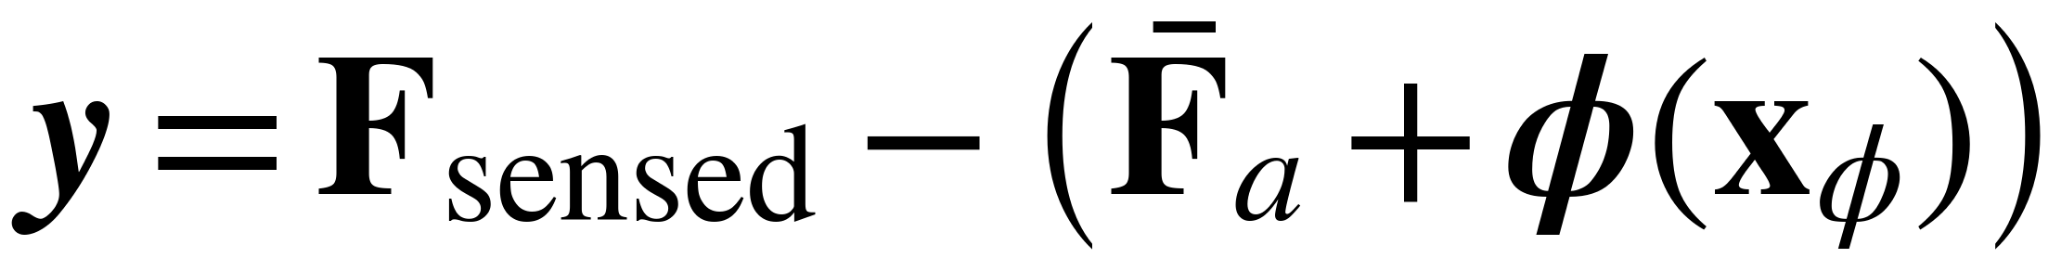 𝒚 = 𝐅_sensed − (𝐅̄_𝑎 + 𝝓(𝐱_𝜙))